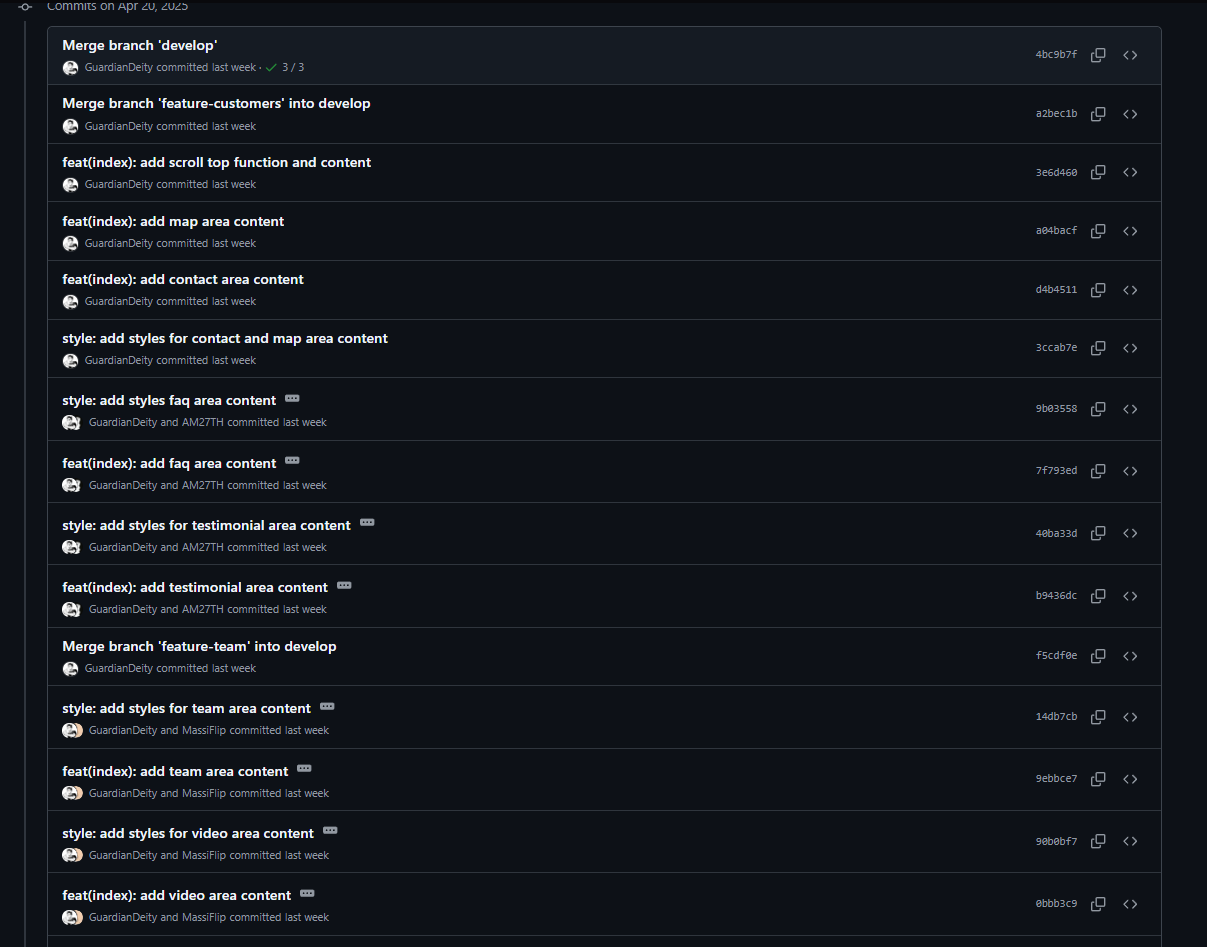 Commits on Apr 20, 2025
Merge branch 'develop'
4bc9b7f
GuardianDeity committed last week · 3 / 3
Merge branch 'feature-customers' into develop
a2bec1b
GuardianDeity committed last week
feat(index): add scroll top function and content
3e6d460
GuardianDeity committed last week
feat(index): add map area content
a04bacf
GuardianDeity committed last week
feat(index): add contact area content
d4b4511
GuardianDeity committed last week
style: add styles for contact and map area content
3ccab7e
GuardianDeity committed last week
style: add styles faq area content
9b03558
GuardianDeity and AM27TH committed last week
feat(index): add faq area content
7f793ed
GuardianDeity and AM27TH committed last week
style: add styles for testimonial area content
40ba33d
GuardianDeity and AM27TH committed last week
feat(index): add testimonial area content
b9436dc
GuardianDeity and AM27TH committed last week
Merge branch 'feature-team' into develop
f5cdf0e
GuardianDeity committed last week
style: add styles for team area content
14db7cb
GuardianDeity and MassiFlip committed last week
feat(index): add team area content
9ebbce7
GuardianDeity and MassiFlip committed last week
style: add styles for video area content
90b0bf7
GuardianDeity and MassiFlip committed last week
feat(index): add video area content
0bbb3c9
GuardianDeity and MassiFlip committed last week